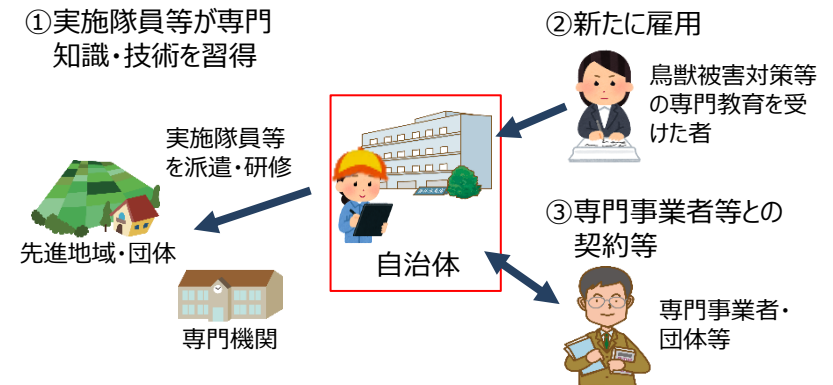 ①実施隊員等が専門
知識・技術を習得
実施隊員等
を派遣・研修
先進地域・団体
専門機関
自治体
②新たに雇用
鳥獣被害対策等
の専門教育を受
けた者
③専門事業者等との
契約等
専門事業者・
団体等